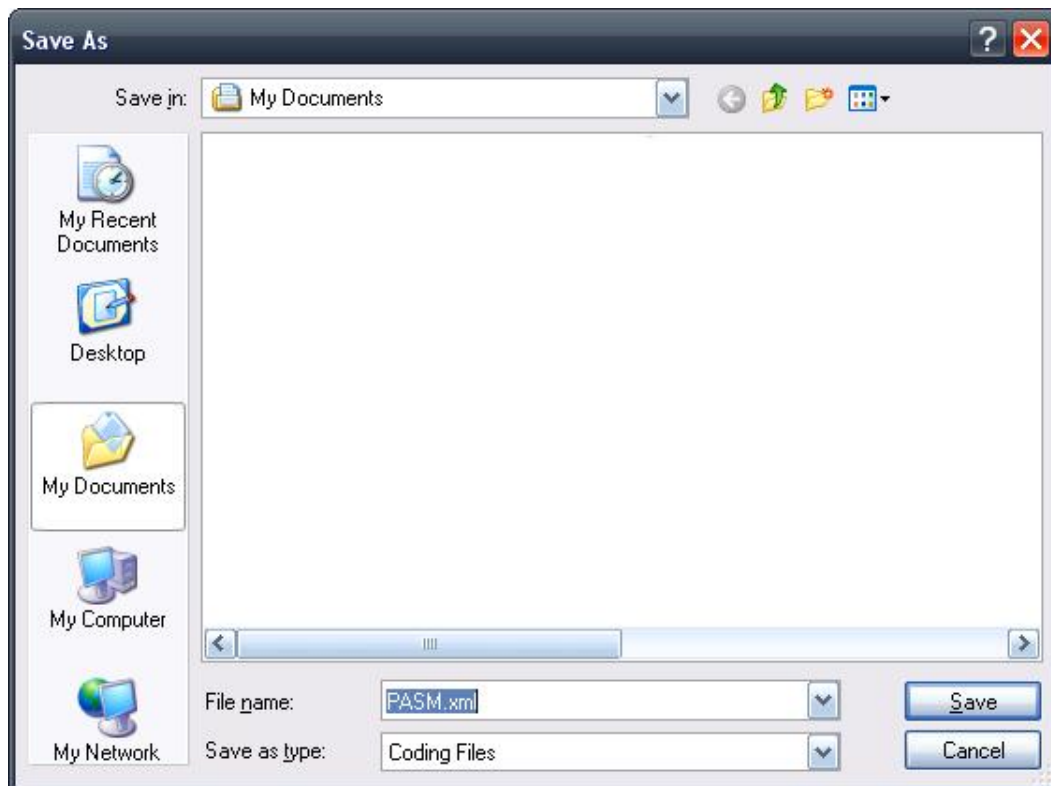 Save As
?
Save in:
My Documents
My Recent
Documents
Desktop
My Documents
My Computer
My Network
File name:
PASM.xml
Save
Save as type:
Coding Files
Cancel